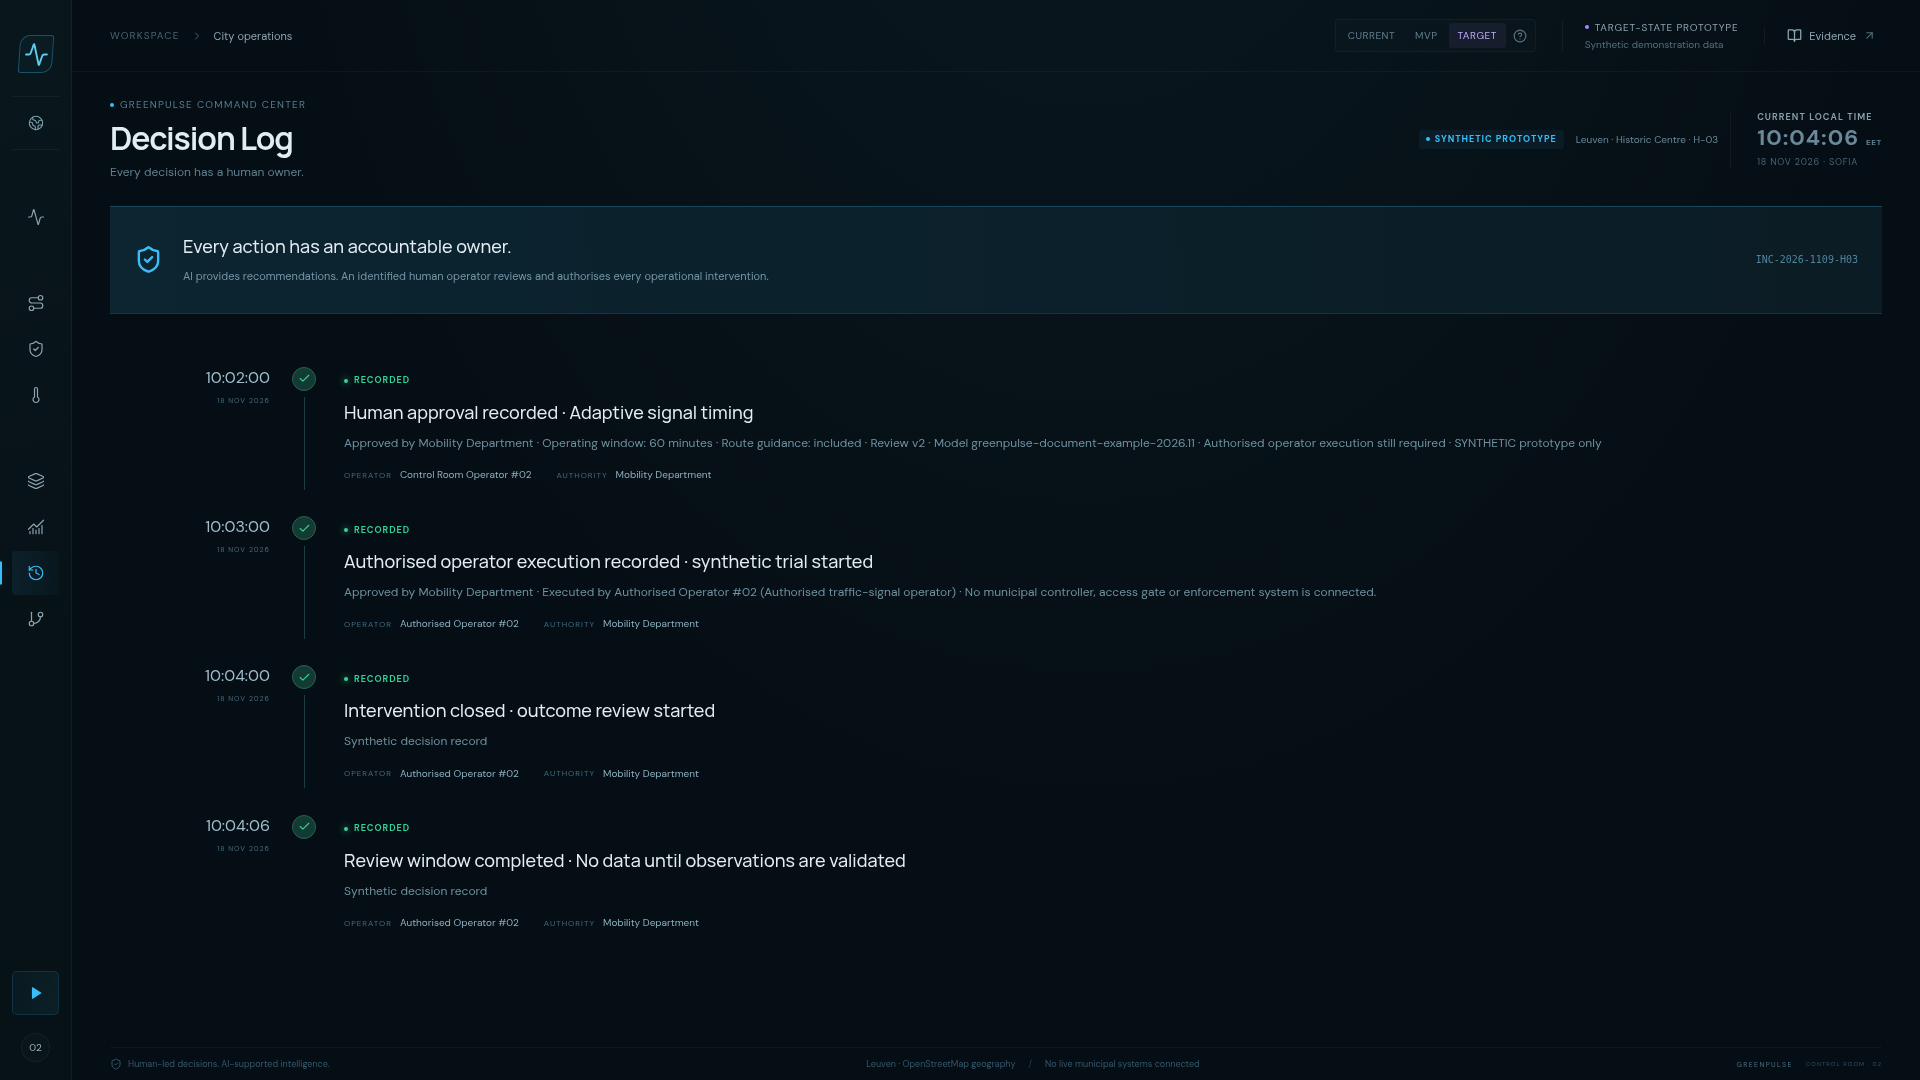 WORKSPACE > City operations
CURRENT MVP TARGET
TARGET-STATE PROTOTYPE
Synthetic demonstration data
Evidence
GREENPULSE COMMAND CENTER
Decision Log
Every decision has a human owner.
SYNTHETIC PROTOTYPE
Leuven · Historic Centre · H-03
CURRENT LOCAL TIME
10:04:06 EET
18 NOV 2026 · SOFIA
Every action has an accountable owner.
AI provides recommendations. An identified human operator reviews and authorises every operational intervention.
INC-2026-1109-H03
10:02:00
18 NOV 2026
RECORDED
Human approval recorded · Adaptive signal timing
Approved by Mobility Department · Operating window: 60 minutes · Route guidance: included · Review v2 · Model greenpulse-document-example-2026.11 · Authorised operator execution still required · SYNTHETIC prototype only
OPERATOR Control Room Operator #02 AUTHORITY Mobility Department
10:03:00
18 NOV 2026
RECORDED
Authorised operator execution recorded · synthetic trial started
Approved by Mobility Department · Executed by Authorised Operator #02 (Authorised traffic-signal operator) · No municipal controller, access gate or enforcement system is connected.
OPERATOR Authorised Operator #02 AUTHORITY Mobility Department
10:04:00
18 NOV 2026
RECORDED
Intervention closed · outcome review started
Synthetic decision record
OPERATOR Authorised Operator #02 AUTHORITY Mobility Department
10:04:06
18 NOV 2026
RECORDED
Review window completed · No data until observations are validated
Synthetic decision record
OPERATOR Authorised Operator #02 AUTHORITY Mobility Department
02
Human-led decisions. AI-supported intelligence.
Leuven · OpenStreetMap geography / No live municipal systems connected
GREENPULSE CONTROL ROOM · 02